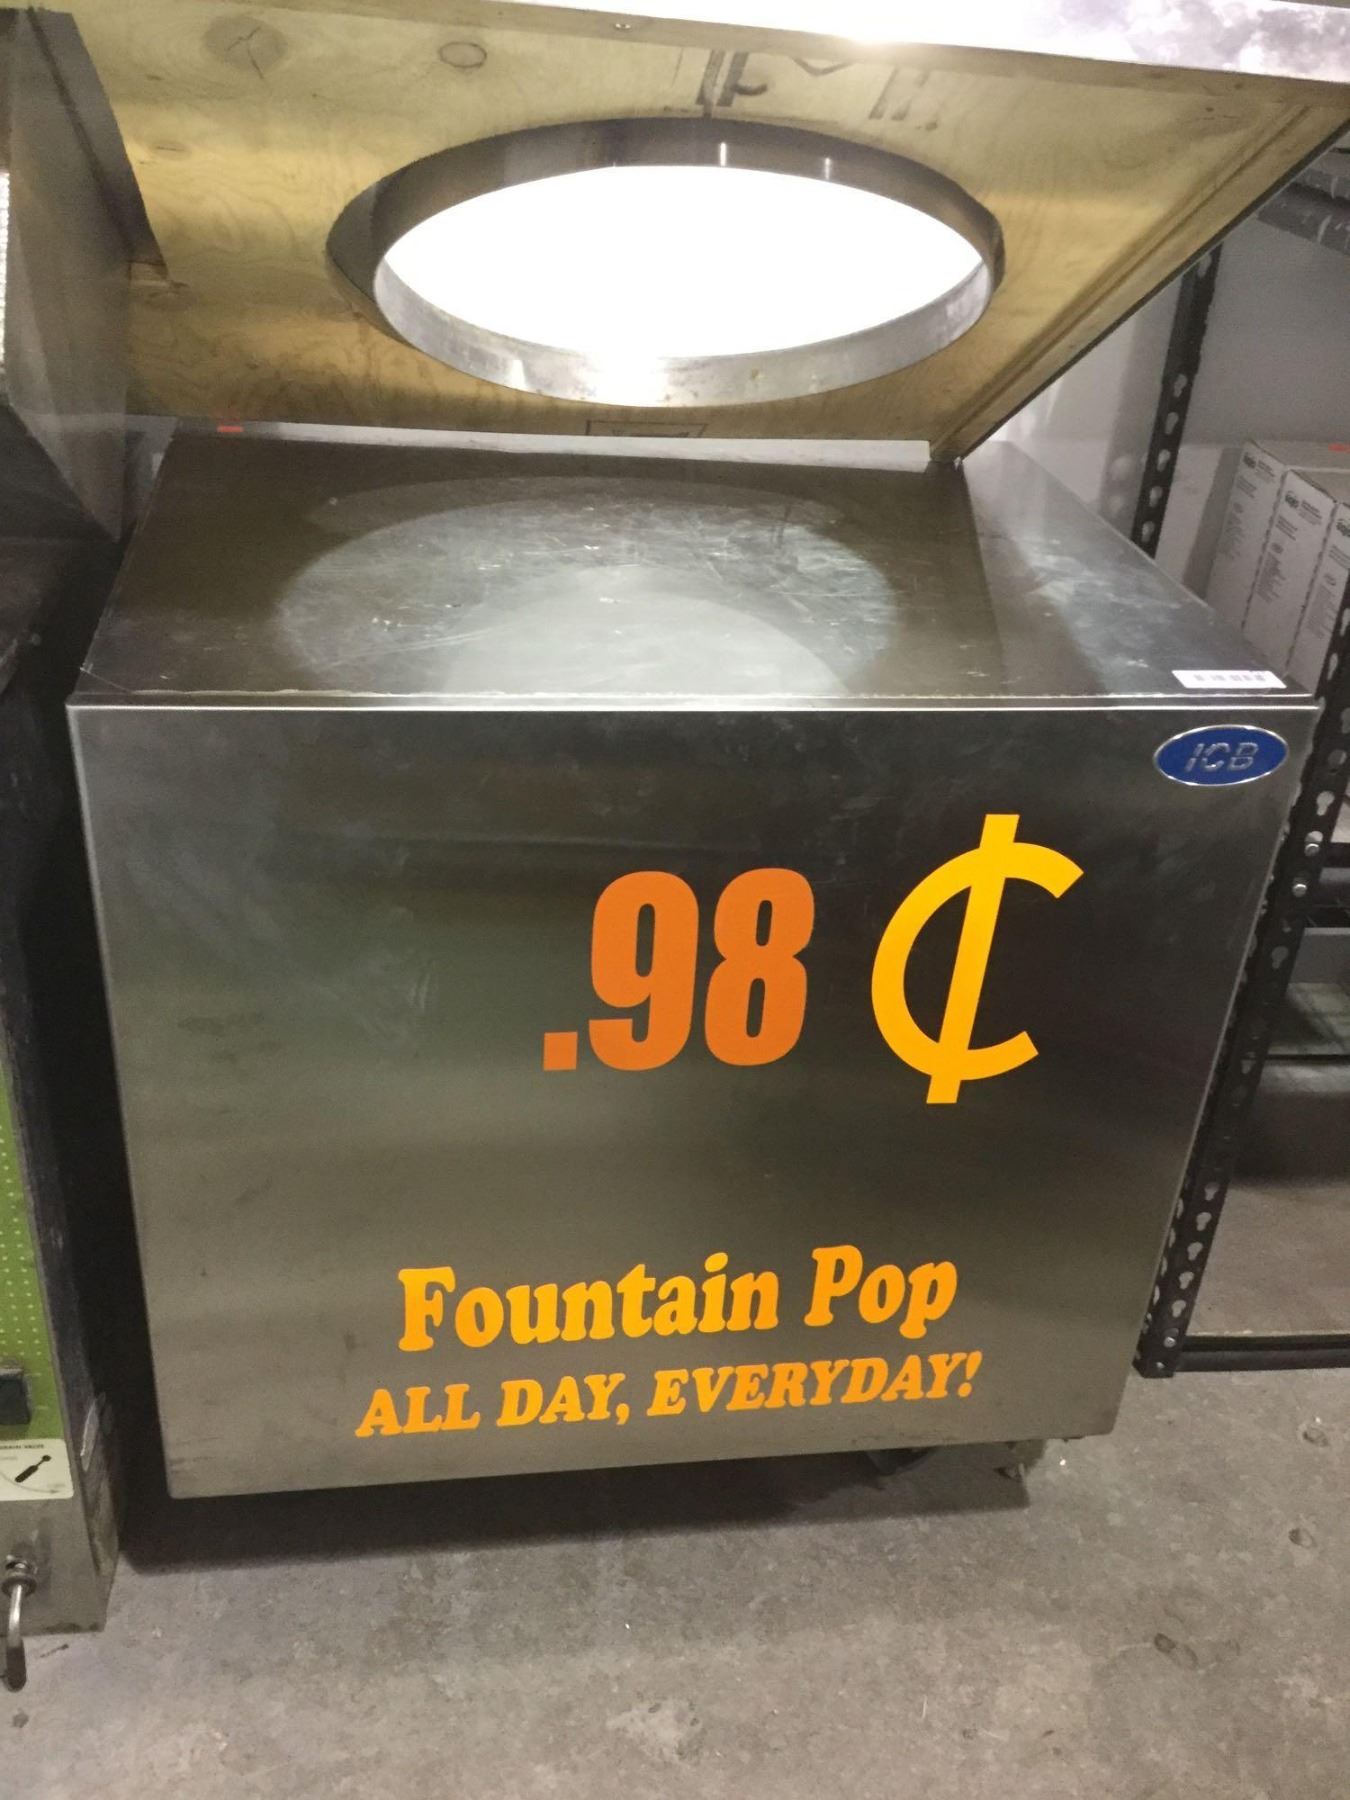 ICB
.98 ¢
Fountain Pop
ALL DAY, EVERYDAY!